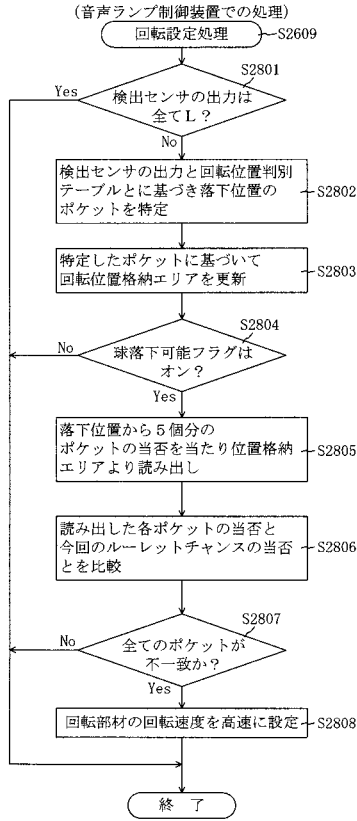 (音声ランプ制御装置での処理)
回転設定処理
S2609
S2801
Yes
検出センサの出力は
全てL？
No
検出センサの出力と回転位置判別
テーブルとに基づき落下位置の
ポケットを特定
S2802
特定したポケットに基づいて
回転位置格納エリアを更新
S2803
S2804
No
球落下可能フラグは
オン？
Yes
落下位置から５個分の
ポケットの当否を当たり位置格納
エリアより読み出し
S2805
読み出した各ポケットの当否と
今回のルーレットチャンスの当否
とを比較
S2806
S2807
No
全てのポケットが
不一致か？
Yes
回転部材の回転速度を高速に設定
S2808
終 了